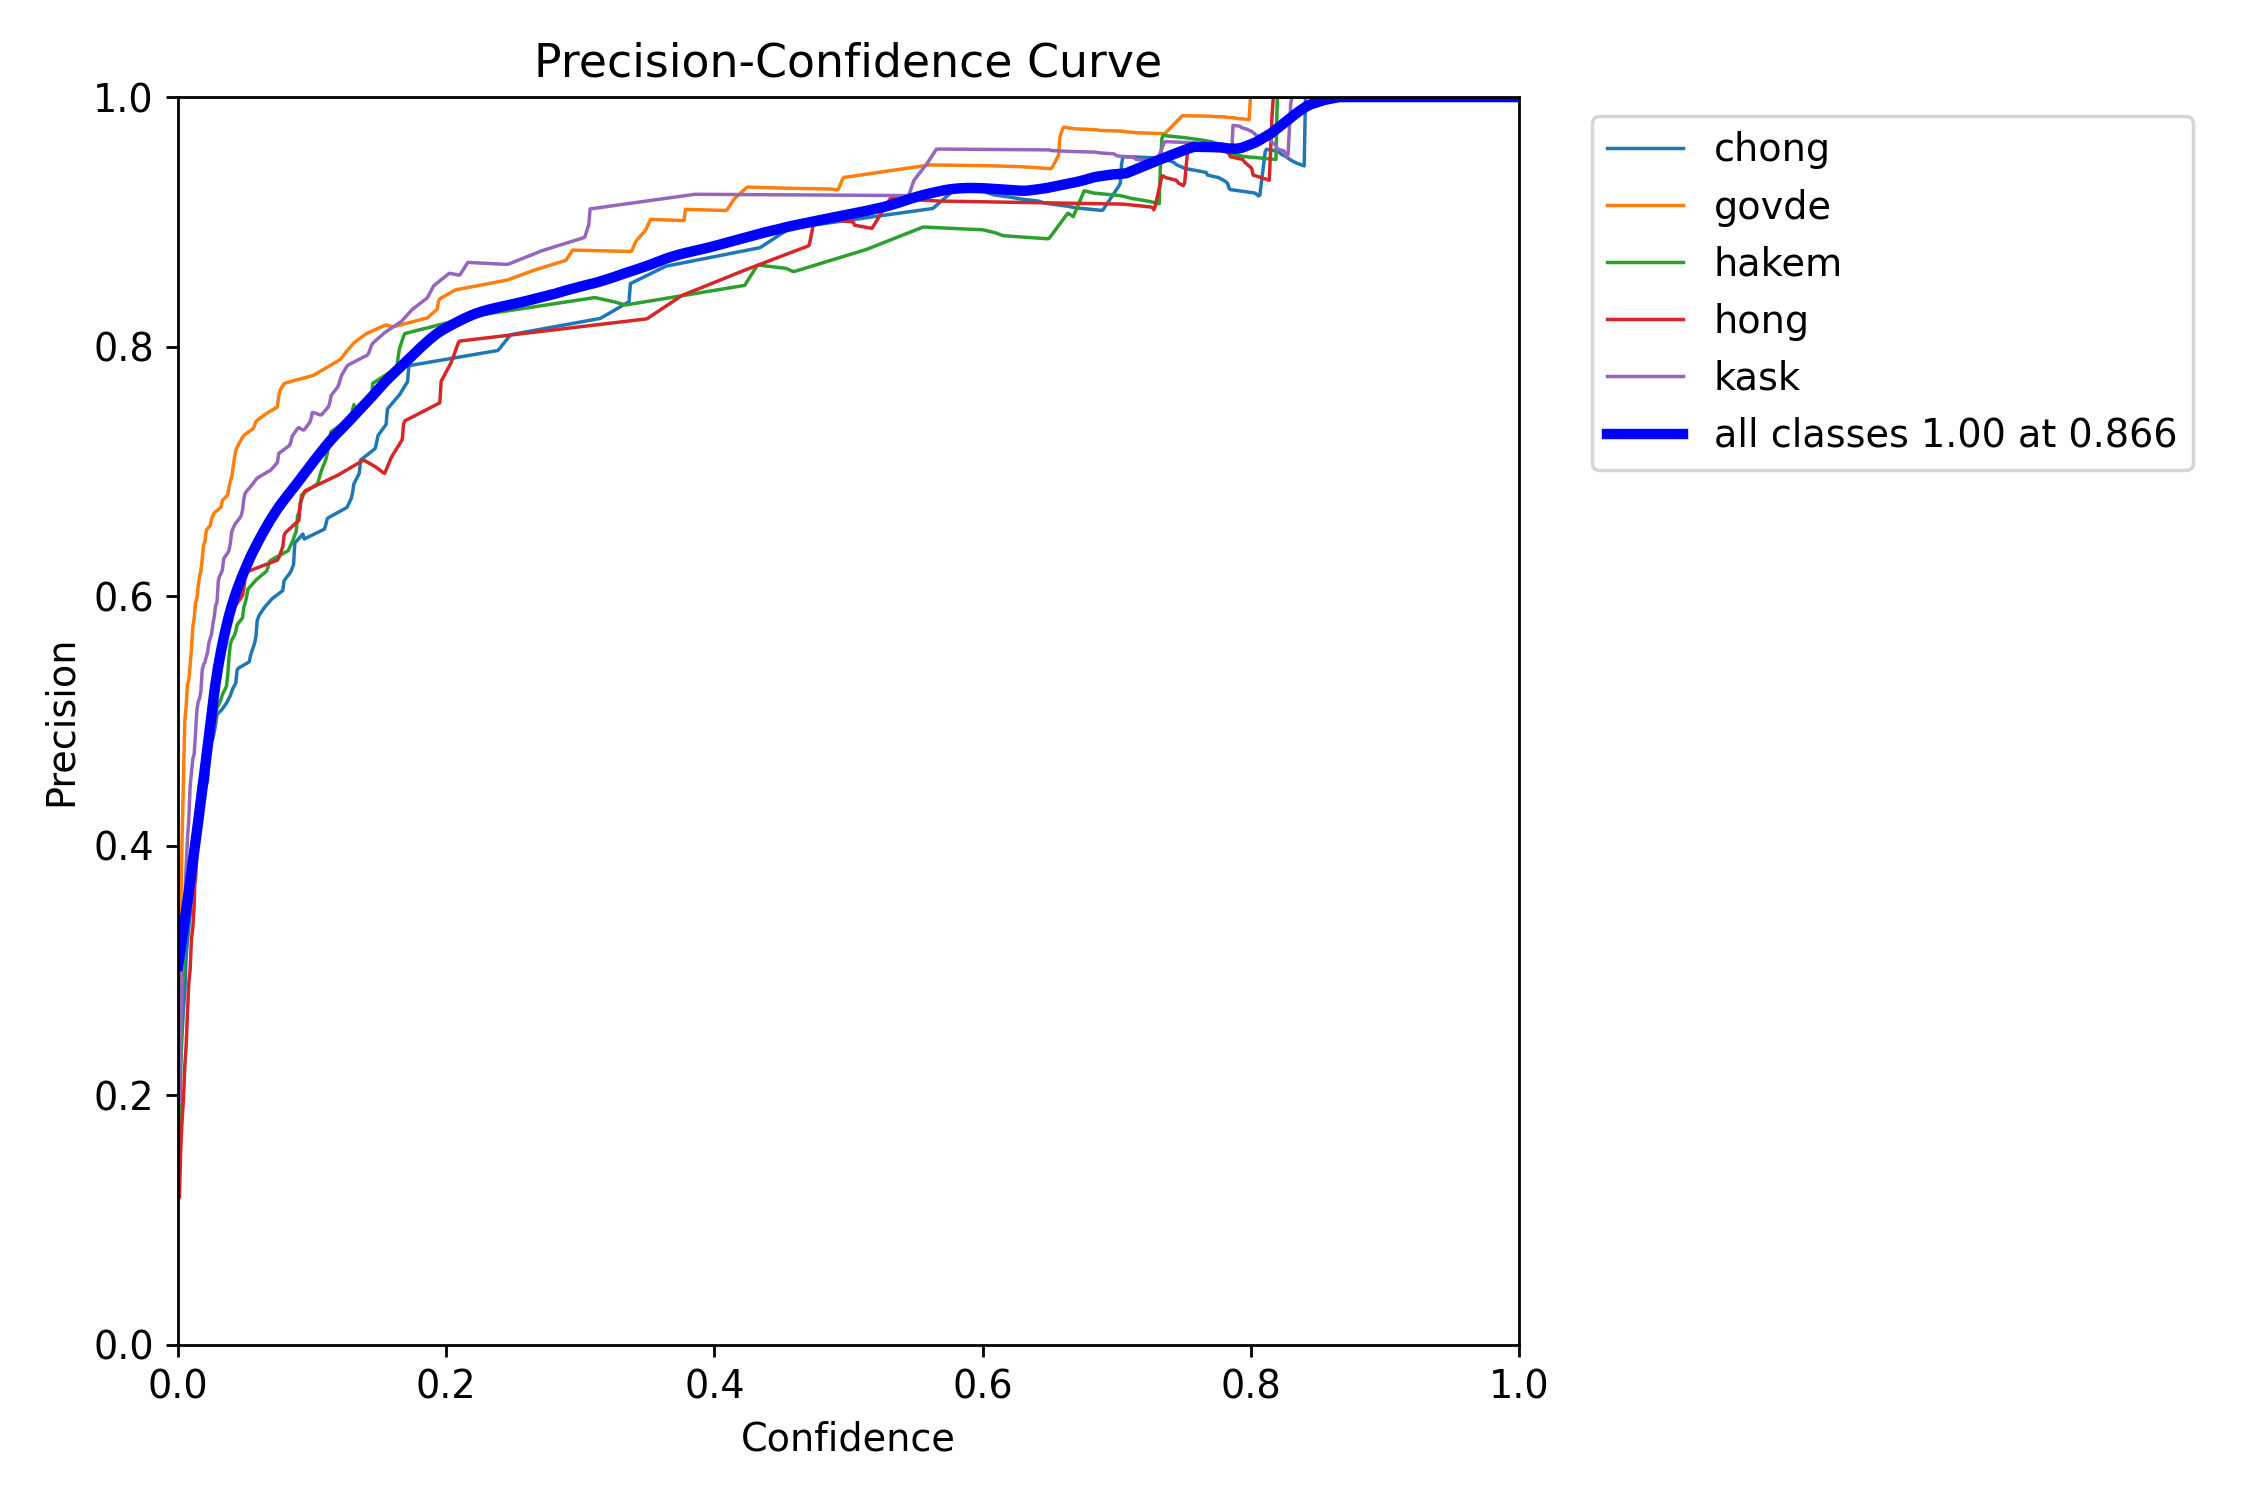 Precision-Confidence Curve
1.0
0.8
0.6
0.4
0.2
0.0
Precision
0.0 0.2 0.4 0.6 0.8 1.0
Confidence
chong
govde
hakem
hong
kask
all classes 1.00 at 0.866